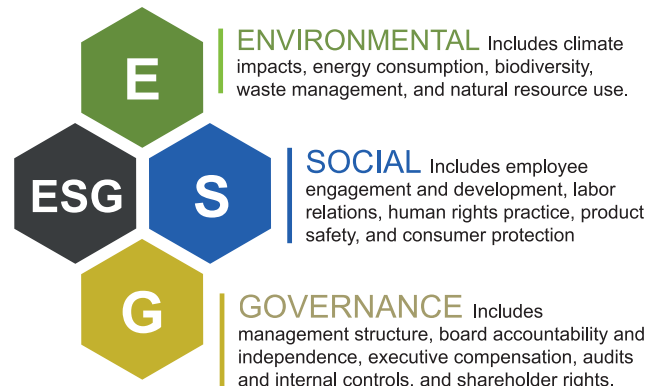 E
ENVIRONMENTAL Includes climate
impacts, energy consumption, biodiversity,
waste management, and natural resource use.
ESG
S
SOCIAL Includes employee
engagement and development, labor
relations, human rights practice, product
safety, and consumer protection
G
GOVERNANCE Includes
management structure, board accountability and
independence, executive compensation, audits
and internal controls, and shareholder rights.